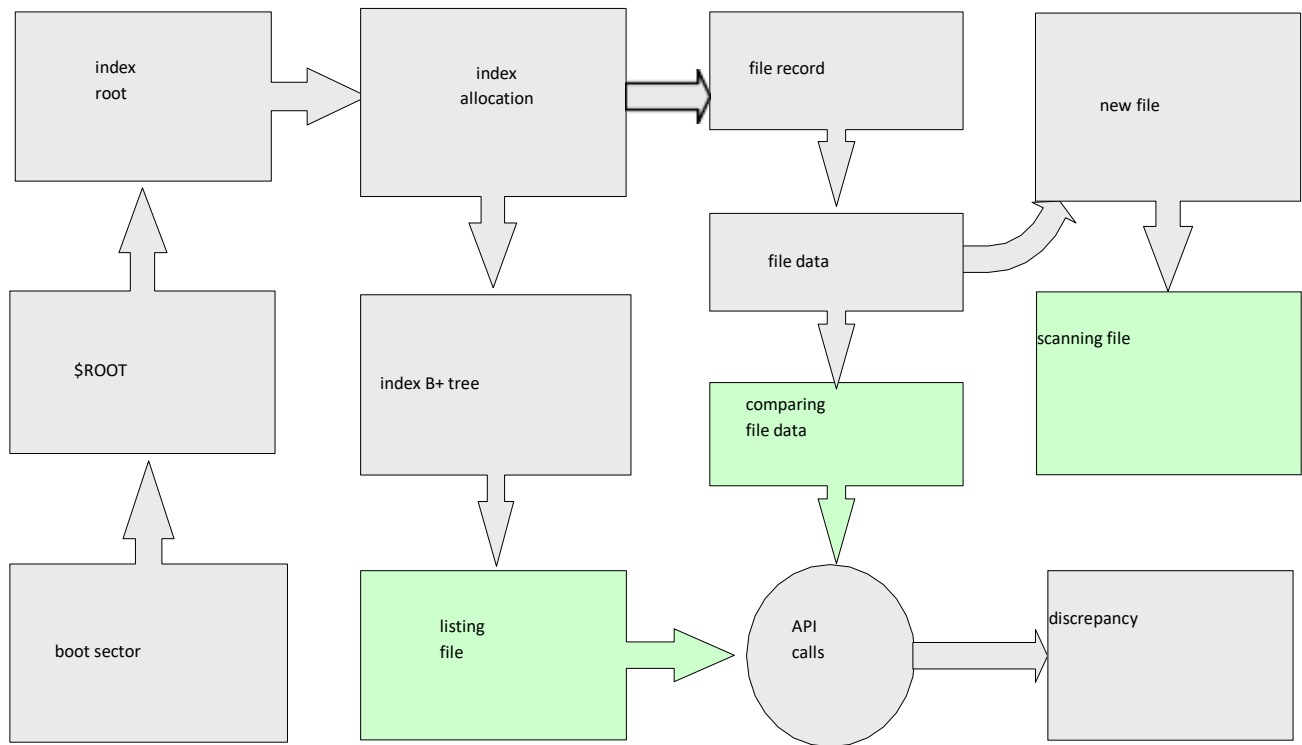 index
root
index
allocation
file record
new file
file data
scanning file
$ROOT
index B+ tree
comparing
file data
boot sector
listing
file
API
calls
discrepancy